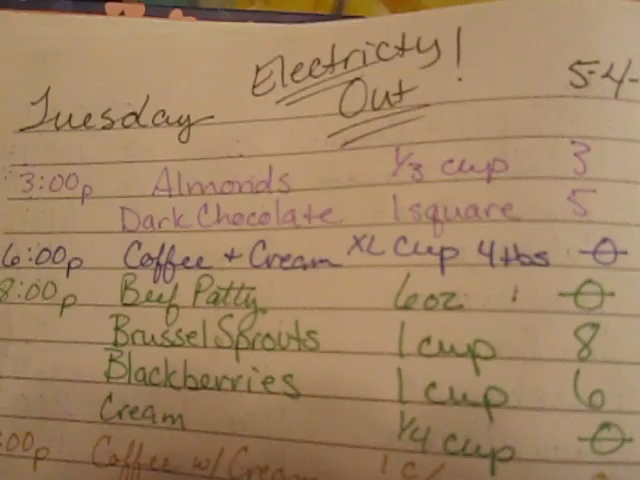 Electricty!
Out
Tuesday 5-4-
3:00p Almonds 1/3 cup 3
Dark Chocolate 1 square 5
6:00p Coffee + Cream XL Cup 4tbs 0
8:00p Beef Patty 6oz 0
Brussel Sprouts 1 cup 8
Blackberries 1 cup 6
Cream 1/4 cup 0
:00p Coffee w/ Cream 1 c/